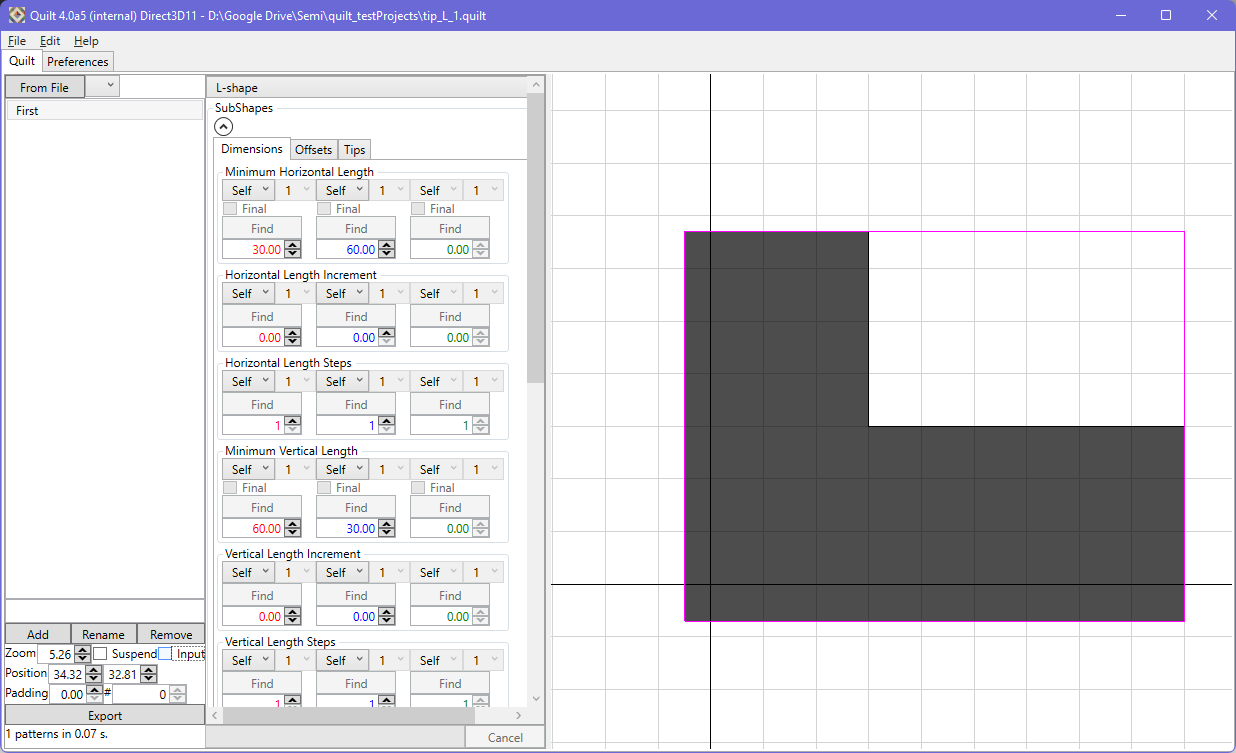 Quilt 4.0a5 (internal) Direct3D11 - D:\Google Drive\Semi\quilt_testProjects\tip_L_1.quilt
File Edit Help
Quilt Preferences
From File
First
L-shape
SubShapes
Dimensions Offsets Tips
Minimum Horizontal Length
Self 1 Self 1 Self 1
Final Final Final
Find Find Find
30.00 60.00 0.00
Horizontal Length Increment
Self 1 Self 1 Self 1
Find Find Find
0.00 0.00 0.00
Horizontal Length Steps
Self 1 Self 1 Self 1
Find Find Find
1 1 1
Minimum Vertical Length
Self 1 Self 1 Self 1
Final Final Final
Find Find Find
60.00 30.00 0.00
Vertical Length Increment
Self 1 Self 1 Self 1
Find Find Find
0.00 0.00 0.00
Vertical Length Steps
Self 1 Self 1 Self 1
Find Find Find
1 1 1
Add Rename Remove
Zoom 5.26 Suspend Input
Position 34.32 32.81
Padding 0.00 # 0
Export
1 patterns in 0.07 s.
Cancel